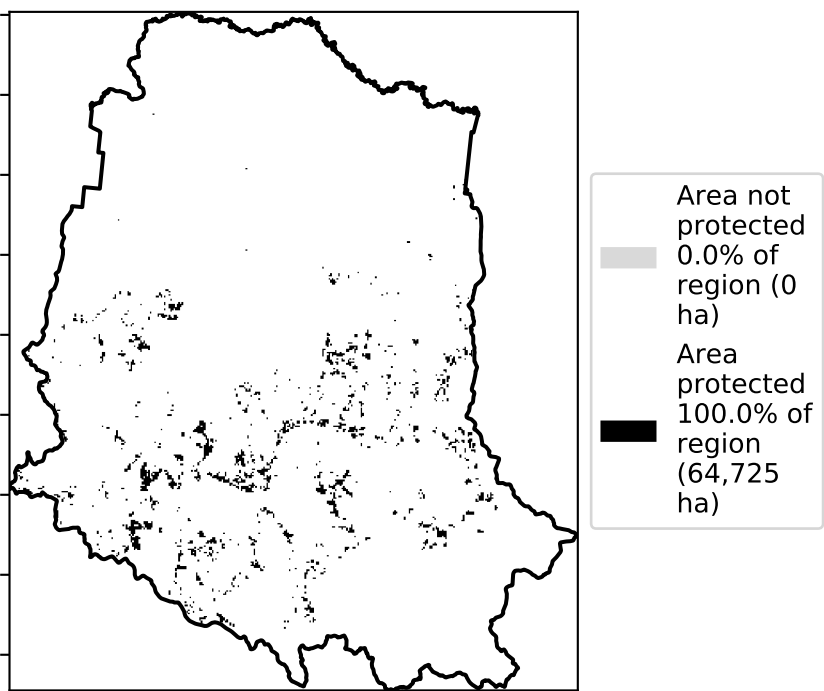 Area not
protected
0.0% of
region (0
ha)
Area
protected
100.0% of
region
(64,725
ha)